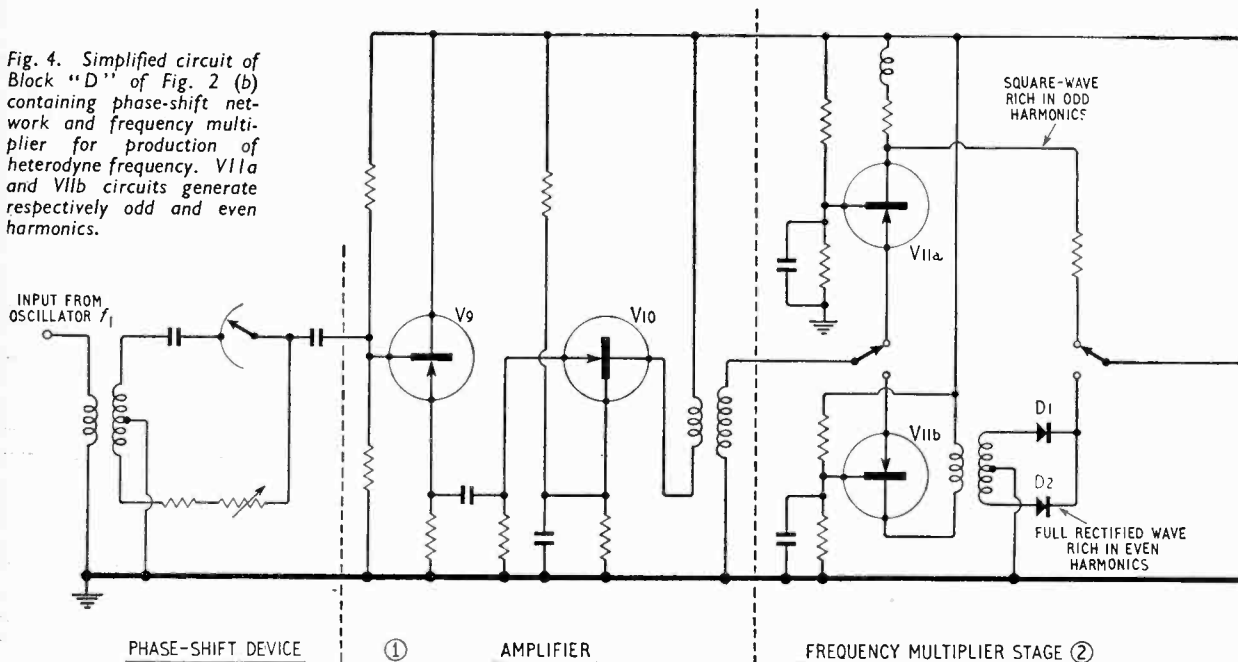 Fig. 4. Simplified circuit of
Block "D" of Fig. 2 (b)
containing phase-shift net-
work and frequency multi-
plier for production of
heterodyne frequency. V11a
and V11b circuits generate
respectively odd and even
harmonics.
SQUARE-WAVE
RICH IN ODD
HARMONICS
INPUT FROM
OSCILLATOR f1
V9
V10
V11a
V11b
D1
D2
FULL RECTIFIED WAVE
RICH IN EVEN
HARMONICS
PHASE-SHIFT DEVICE
① AMPLIFIER
FREQUENCY MULTIPLIER STAGE ②